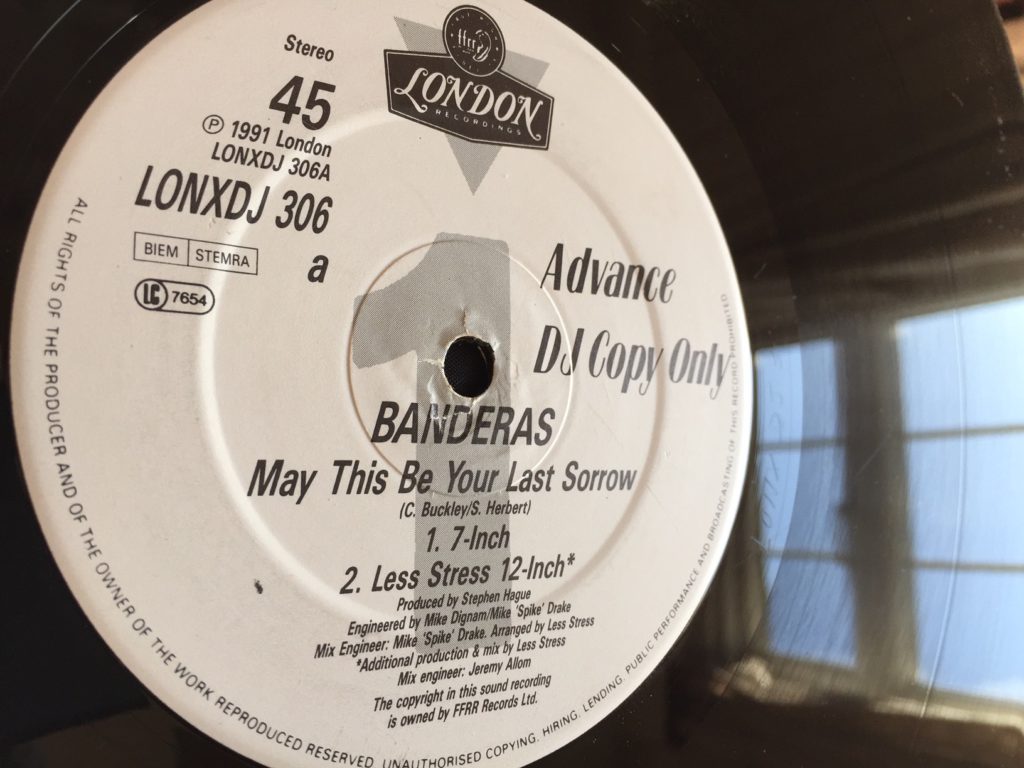 ffrr
LONDON
RECORDINGS
Stereo
45
Ⓟ 1991 London
LONXDJ 306A
LONXDJ 306
BIEM STEMRA
a
LC 7654
1
Advance
DJ Copy Only
BANDERAS
May This Be Your Last Sorrow
(C. Buckley/S. Herbert)
1. 7-Inch
2. Less Stress 12-Inch*
Produced by Stephen Hague
Engineered by Mike Dignam/Mike 'Spike' Drake
Mix Engineer: Mike 'Spike' Drake. Arranged by Less Stress
*Additional production & mix by Less Stress
Mix engineer: Jeremy Allom
The copyright in this sound recording
is owned by FFRR Records Ltd.
ALL RIGHTS OF THE PRODUCER AND OF THE OWNER OF THE WORK REPRODUCED RESERVED. UNAUTHORISED COPYING. HIRING. LENDING. PUBLIC PERFORMANCE AND BROADCASTING OF THIS RECORD PROHIBITED